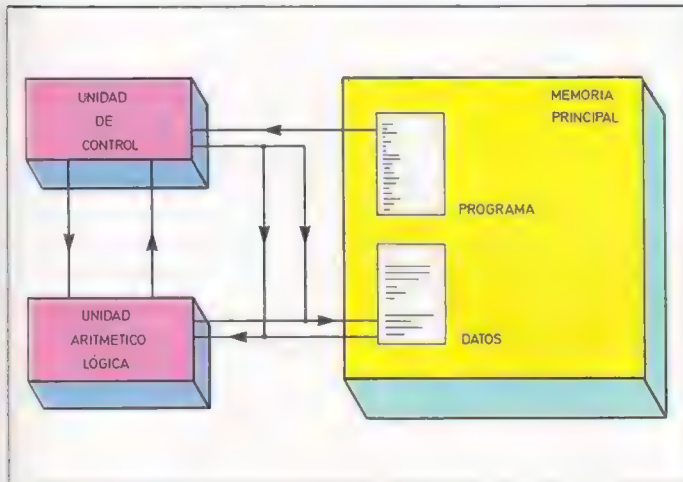 UNIDAD
DE
CONTROL
MEMORIA
PRINCIPAL
PROGRAMA
UNIDAD
ARITMETICO
LÓGICA
DATOS